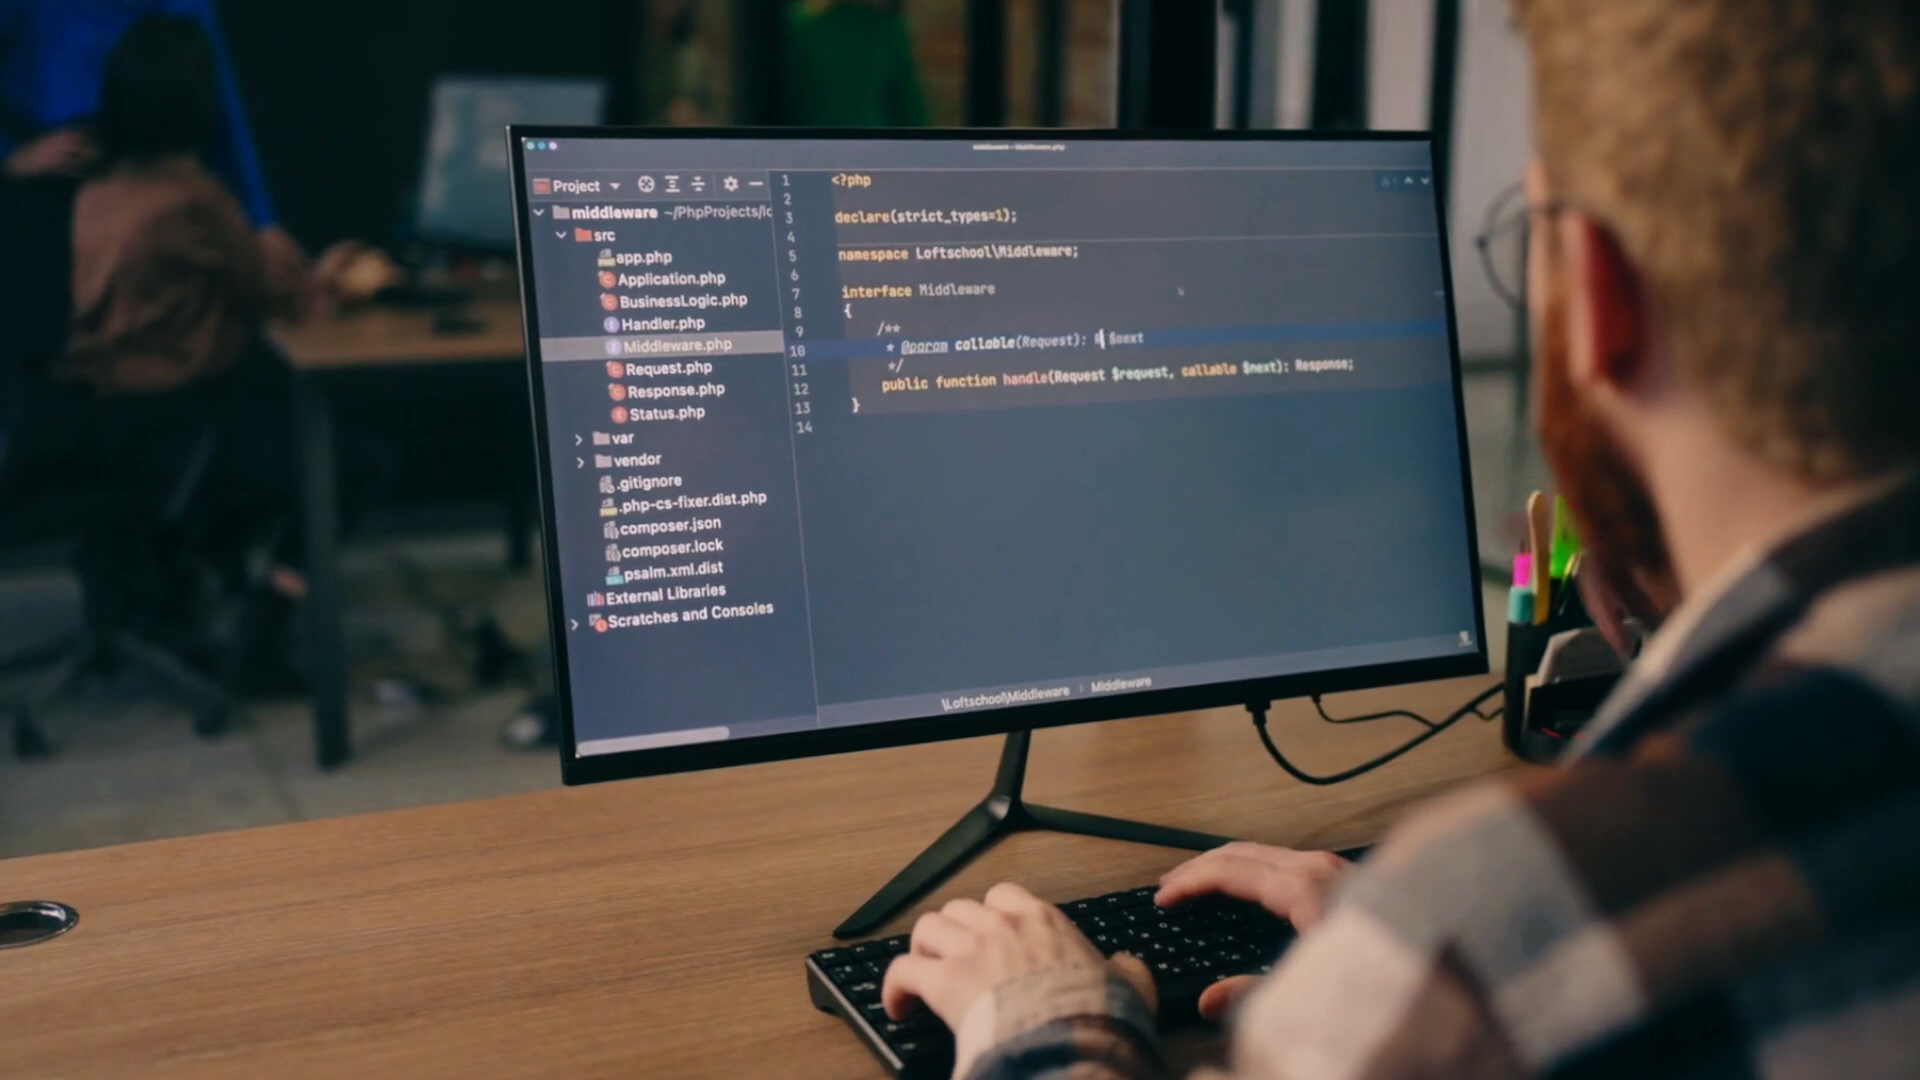 middleware – Middleware.php
Project
middleware ~/PhpProjects/lc
src
app.php
Application.php
BusinessLogic.php
Handler.php
Middleware.php
Request.php
Response.php
Status.php
var
vendor
.gitignore
.php-cs-fixer.dist.php
composer.json
composer.lock
psalm.xml.dist
External Libraries
Scratches and Consoles
1 <?php
2
3 declare(strict_types=1);
4
5 namespace Loftschool\Middleware;
6
7 interface Middleware
8 {
9 /**
10 * @param callable(Request): R $next
11 */
12 public function handle(Request $request, callable $next): Response;
13 }
14
\Loftschool\Middleware › Middleware